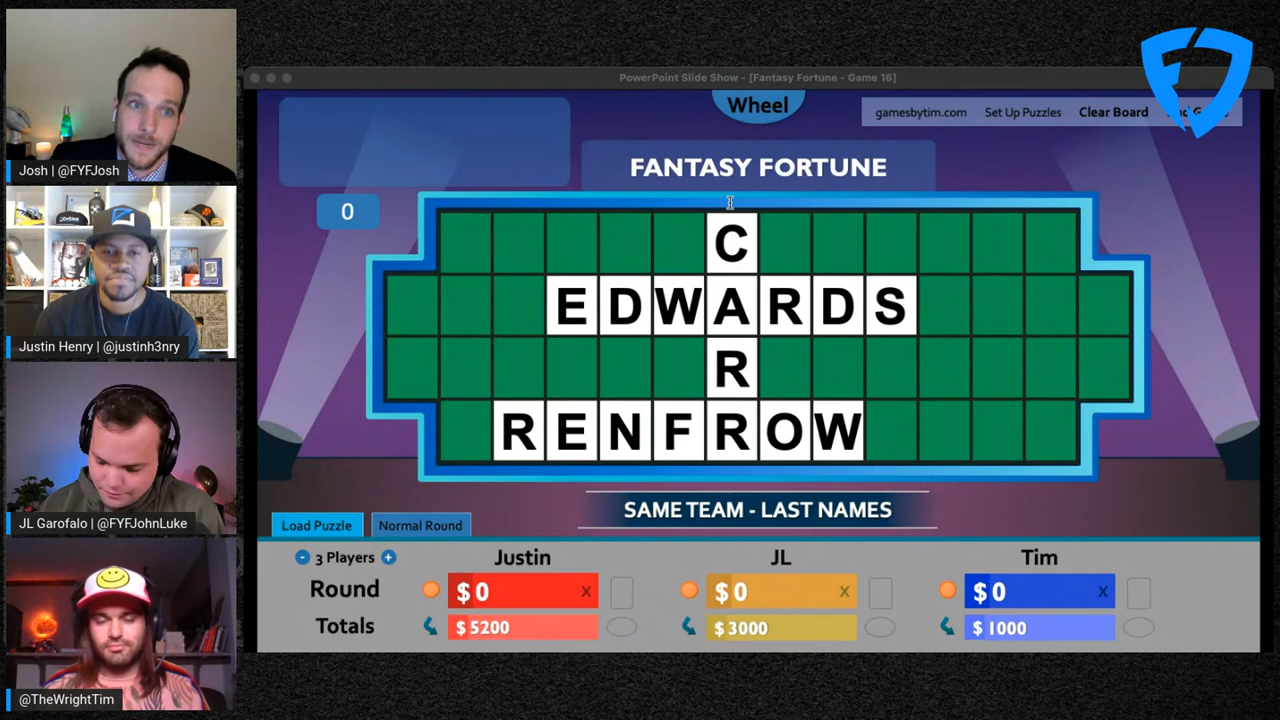 PowerPoint Slide Show - [Fantasy Fortune - Game 16]
Wheel
gamesbytim.com Set Up Puzzles Clear Board
FANTASY FORTUNE
0
C
EDWARDS
R
RENFROW
SAME TEAM - LAST NAMES
Load Puzzle Normal Round
- 3 Players +
Justin JL Tim
Round $ 0 x $ 0 x $ 0 x
Totals $ 5200 $ 3000 $ 1000
Josh | @FYFJosh
Justin Henry | @justinh3nry
JL Garofalo | @FYFJohnLuke
@TheWrightTim